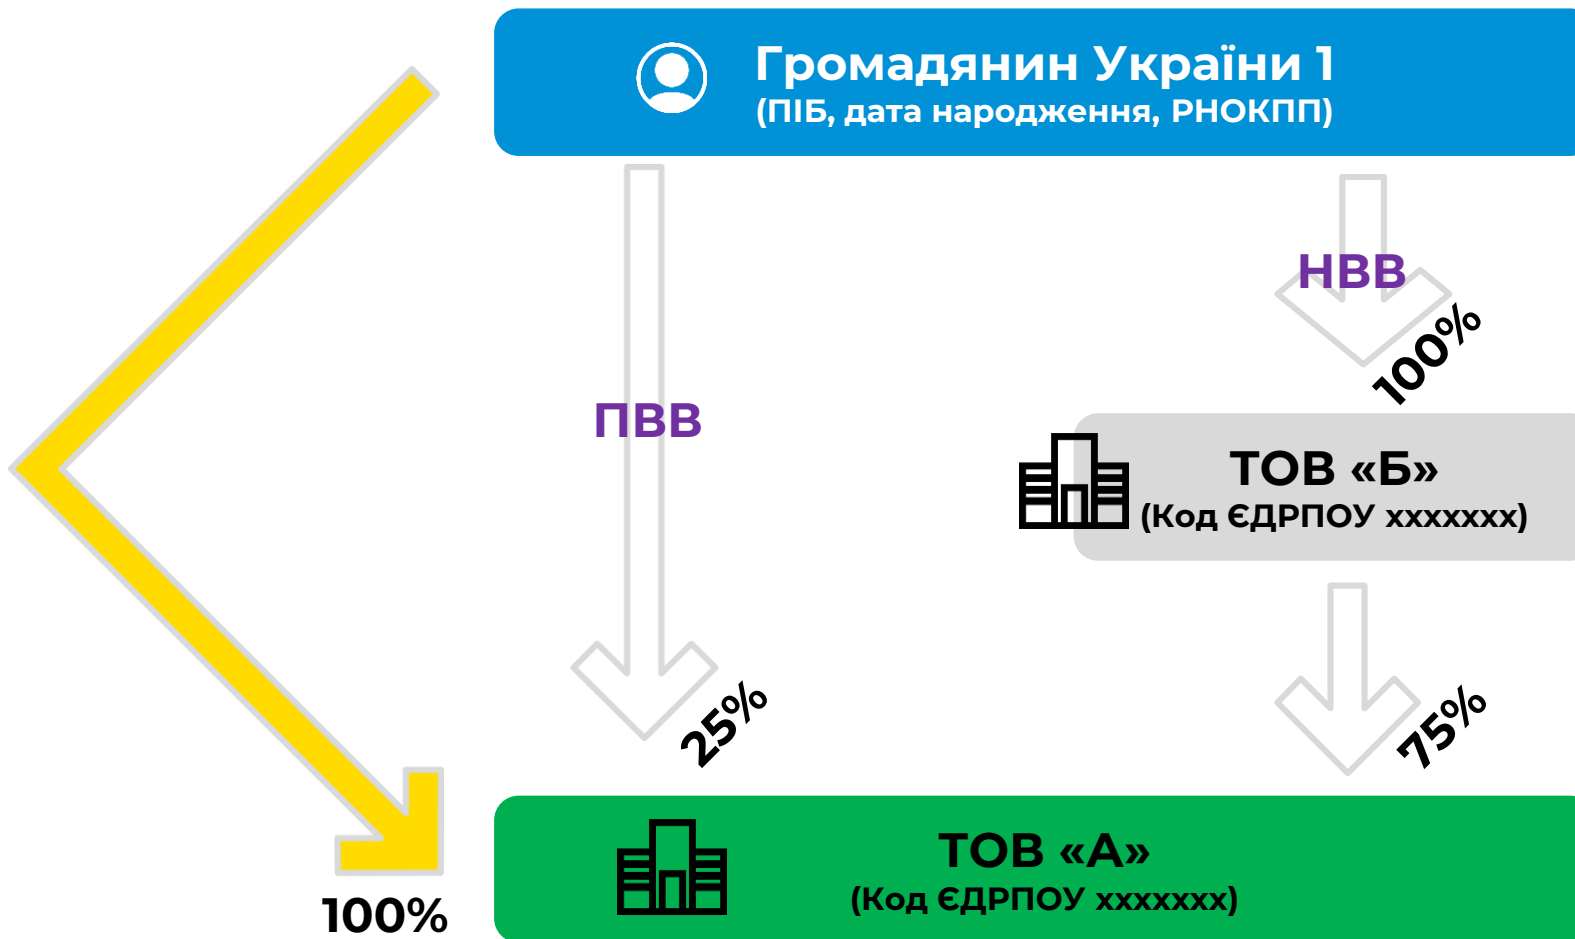 Громадянин України 1
(ПІБ, дата народження, РНОКПП)
НВВ
100%
ПВВ
ТОВ «Б»
(Код ЄДРПОУ xxxxxxx)
25%
75%
ТОВ «А»
(Код ЄДРПОУ xxxxxxx)
100%